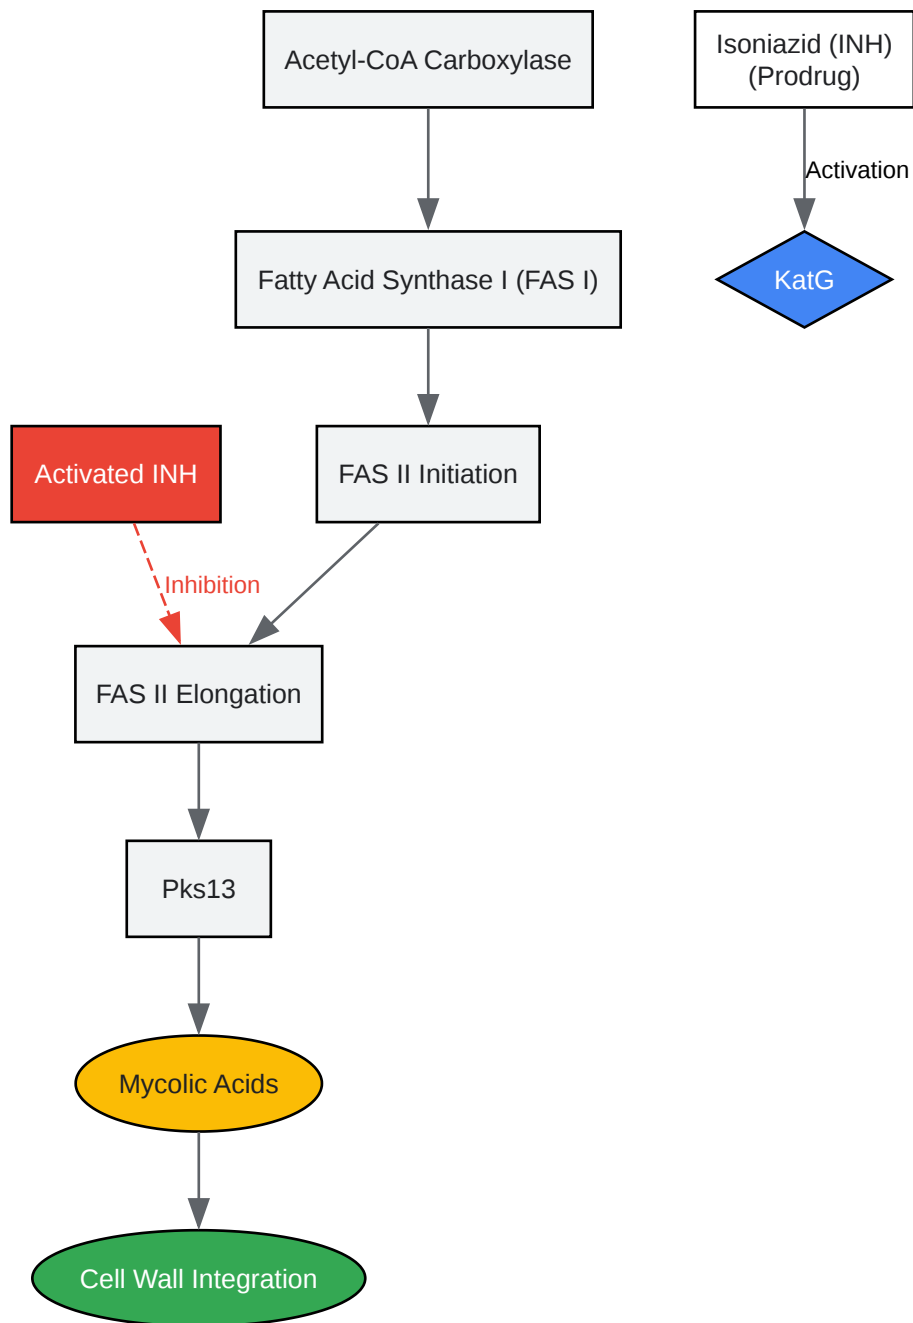 Acetyl-CoA Carboxylase
Isoniazid (INH)
(Prodrug)
Activation
Fatty Acid Synthase I (FAS I)
KatG
Activated INH
FAS II Initiation
Inhibition
FAS II Elongation
Pks13
Mycolic Acids
Cell Wall Integration